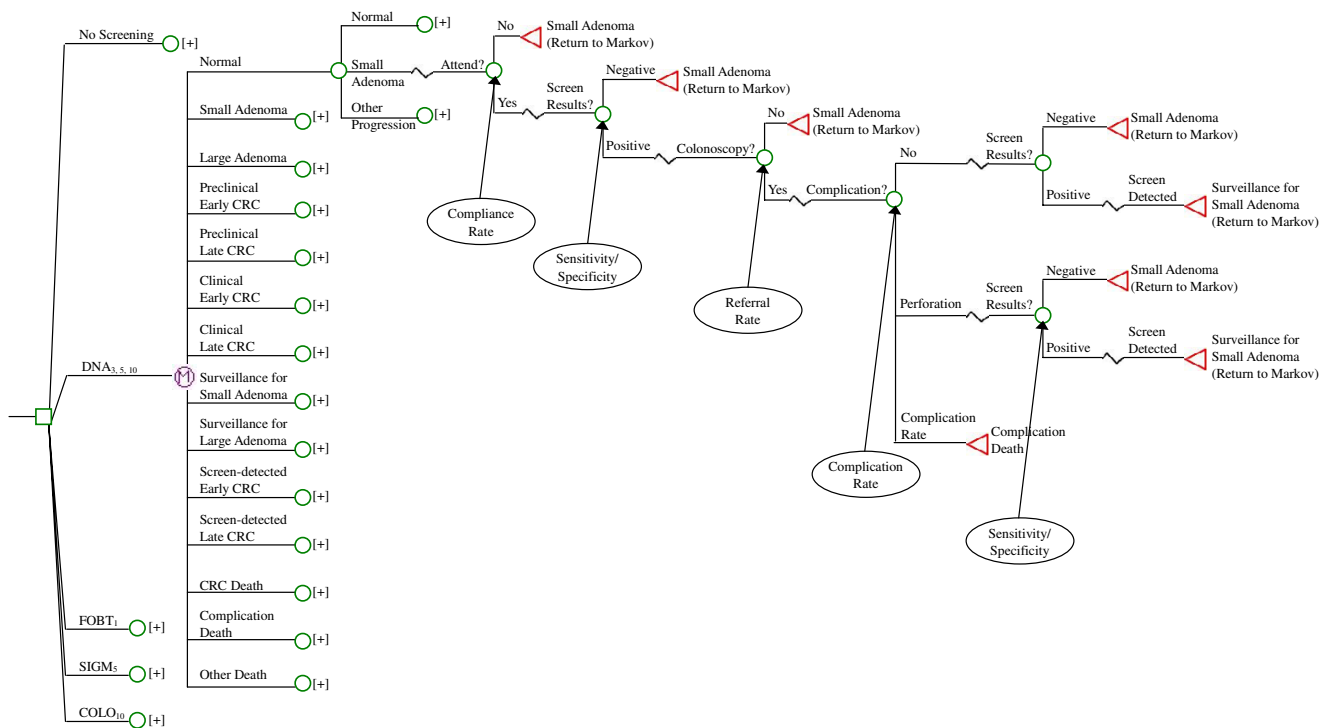 No Screening
[+]
DNA3, 5, 10
M
FOBT1
[+]
SIGM5
[+]
COLO10
[+]
Normal
Small Adenoma
[+]
Large Adenoma
[+]
Preclinical
Early CRC
[+]
Preclinical
Late CRC
[+]
Clinical
Early CRC
[+]
Clinical
Late CRC
[+]
Surveillance for
Small Adenoma
[+]
Surveillance for
Large Adenoma
[+]
Screen-detected
Early CRC
[+]
Screen-detected
Late CRC
[+]
CRC Death
[+]
Complication
Death
[+]
Other Death
[+]
Normal
[+]
Small
Adenoma
Attend?
Other
Progression
[+]
No
Small Adenoma
(Return to Markov)
Yes
Screen
Results?
Compliance
Rate
Negative
Small Adenoma
(Return to Markov)
Positive
Colonoscopy?
Sensitivity/
Specificity
No
Small Adenoma
(Return to Markov)
Yes
Complication?
Referral
Rate
No
Screen
Results?
Negative
Small Adenoma
(Return to Markov)
Positive
Screen
Detected
Surveillance for
Small Adenoma
(Return to Markov)
Perforation
Screen
Results?
Negative
Small Adenoma
(Return to Markov)
Positive
Screen
Detected
Surveillance for
Small Adenoma
(Return to Markov)
Complication
Rate
Complication
Death
Complication
Rate
Sensitivity/
Specificity